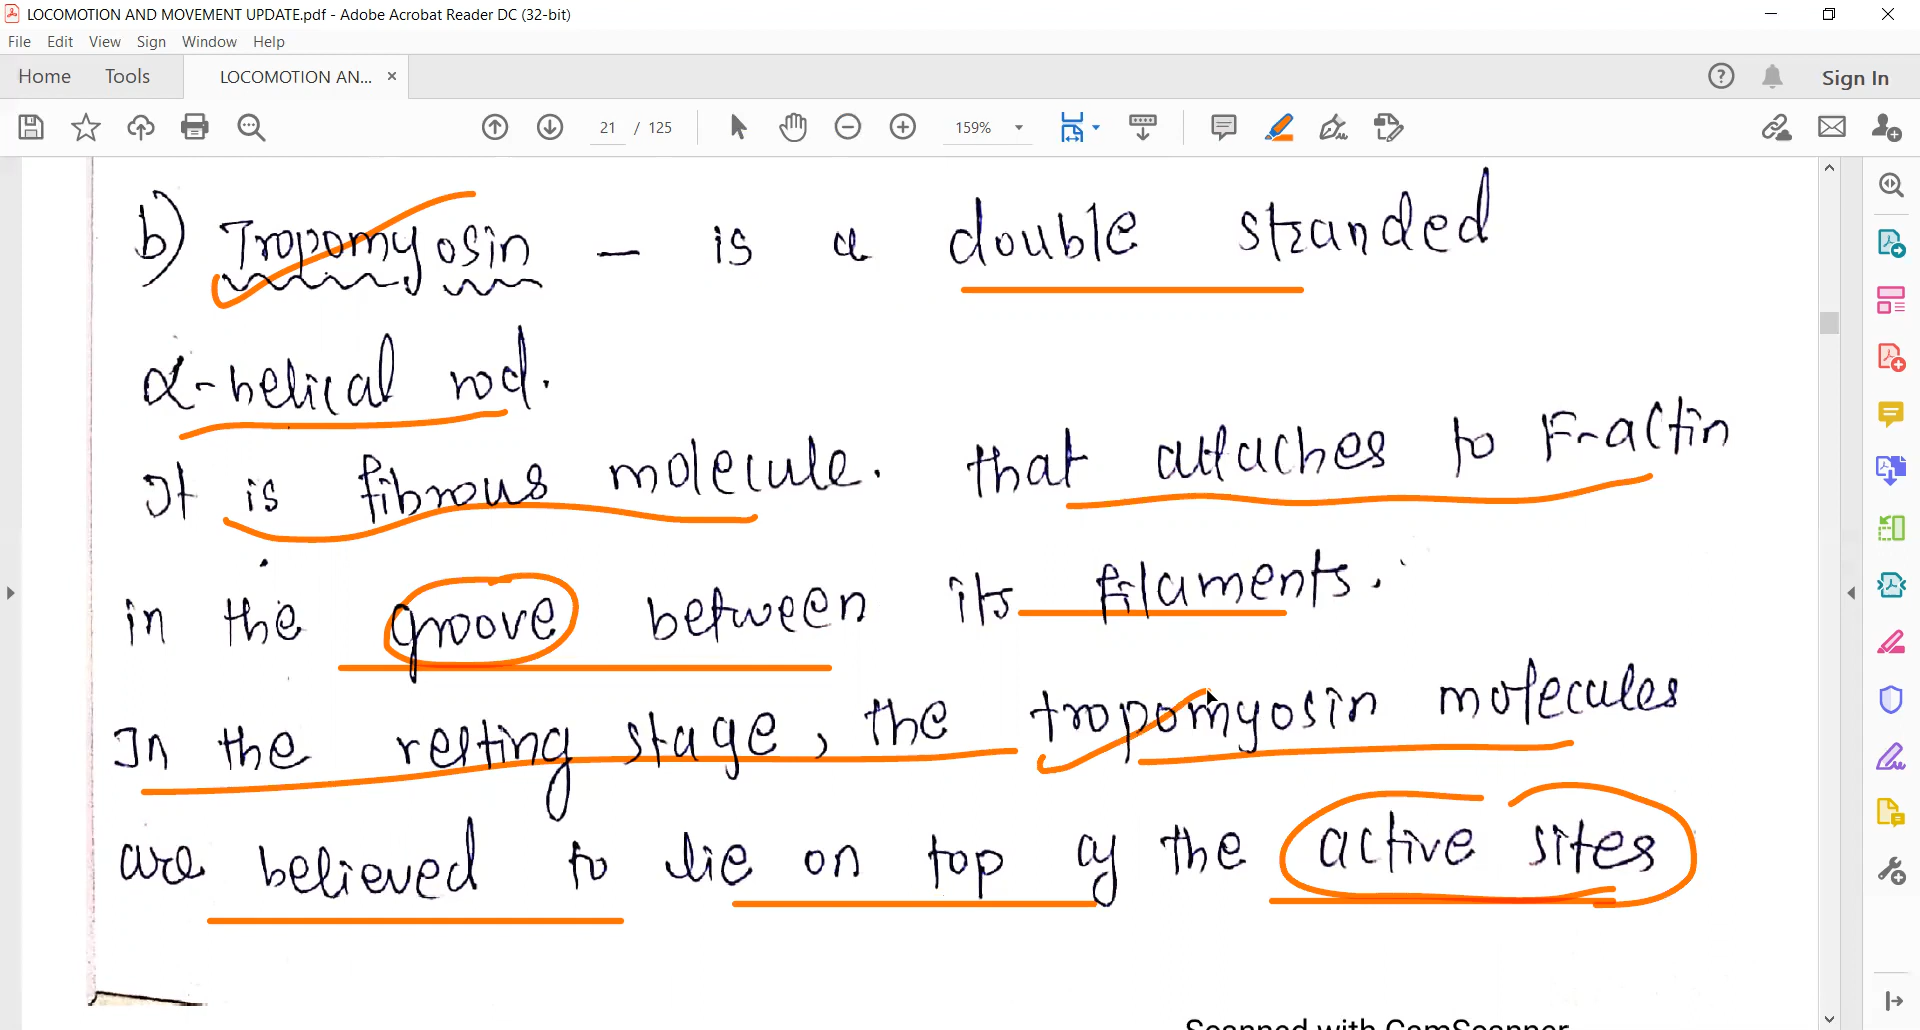 LOCOMOTION AND MOVEMENT UPDATE.pdf - Adobe Acrobat Reader DC (32-bit)
File Edit View Sign Window Help
Home Tools LOCOMOTION AN... × Sign In
21 / 125 159%
b) Tropomyosin – is a double stranded
α-helical rod.
It is fibrous molecule. that attaches to F-actin
in the groove between its filaments.
In the resting stage, the tropomyosin molecules
are believed to lie on top of the active sites
Scanned with CamScanner